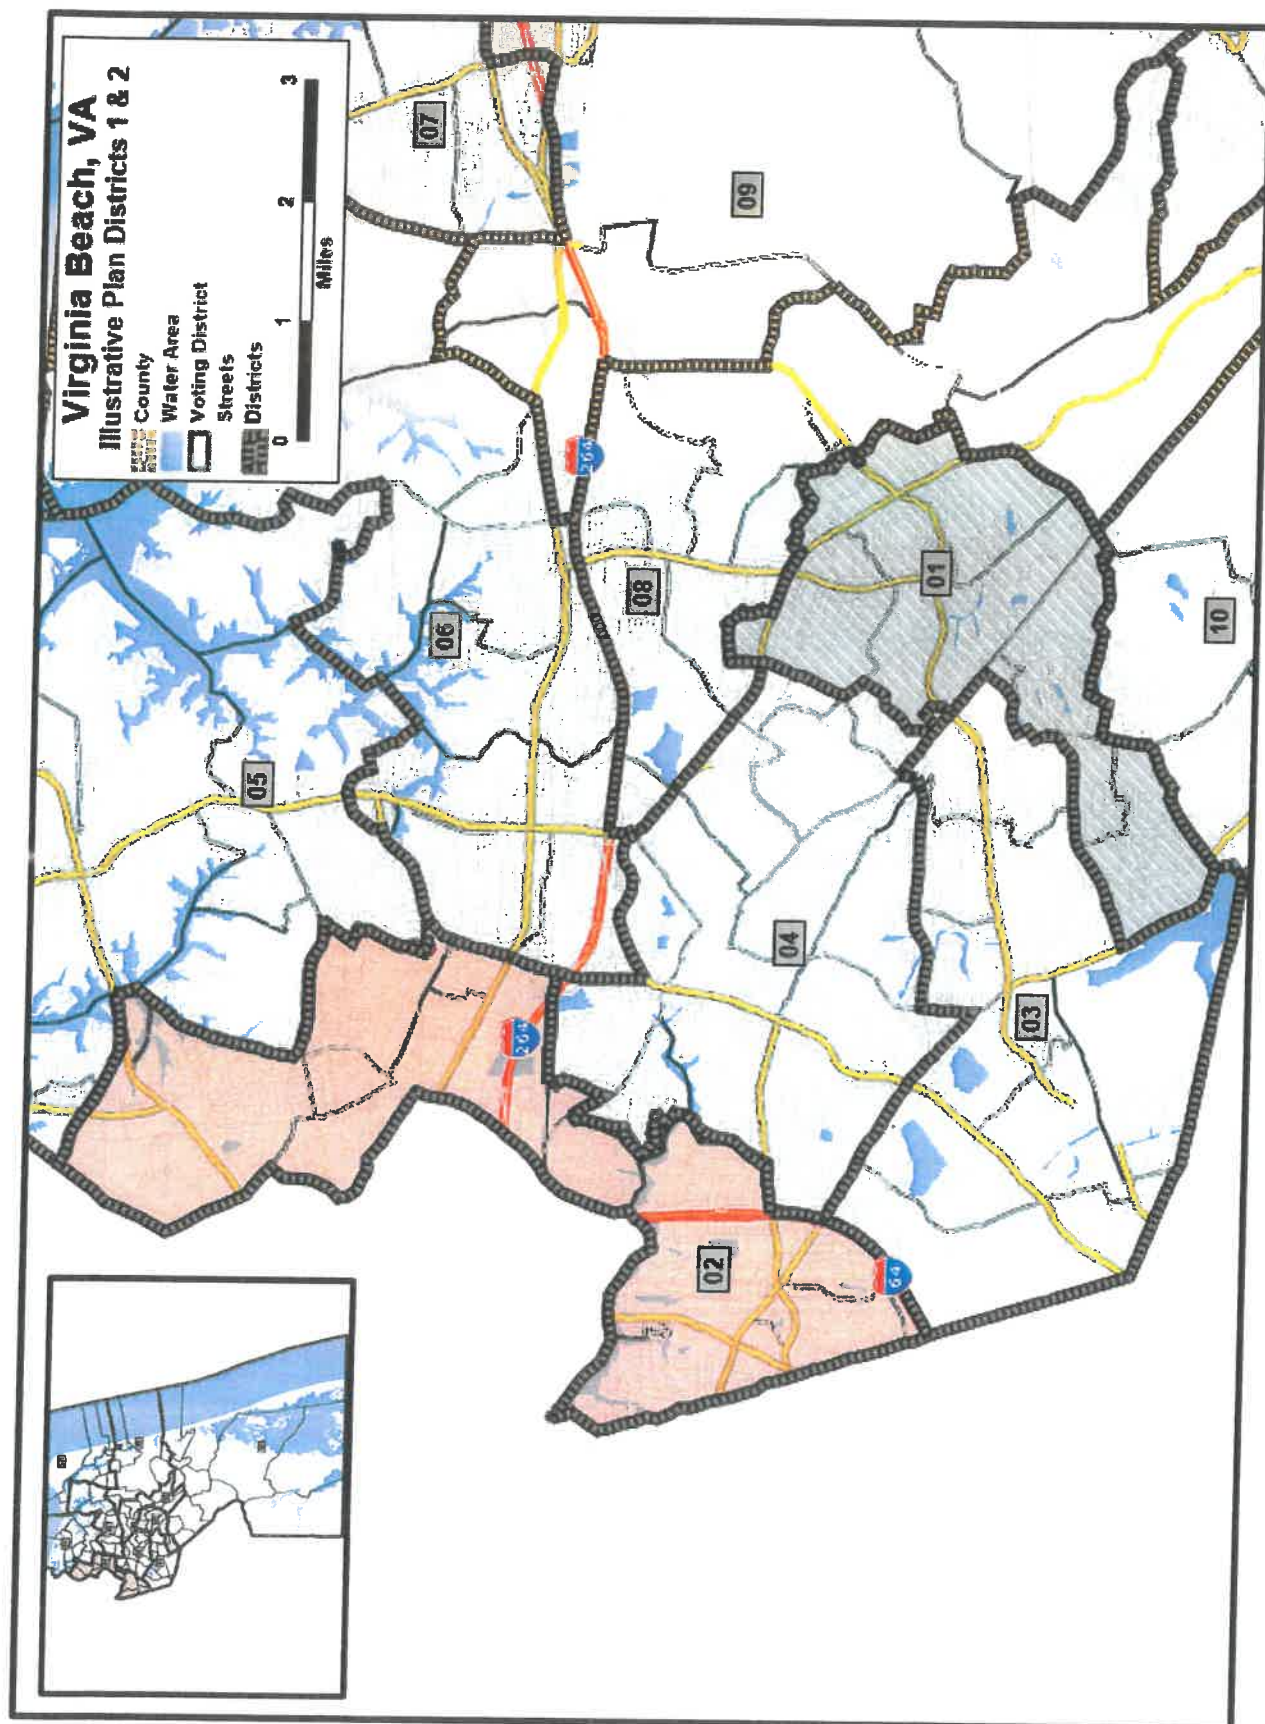 Virginia Beach, VA
Illustrative Plan Districts 1 & 2
County
Water Area
Voting District
Streets
Districts
0 1 2 3
Miles
07
09
264
06
08
01
10
05
04
03
264
02
64